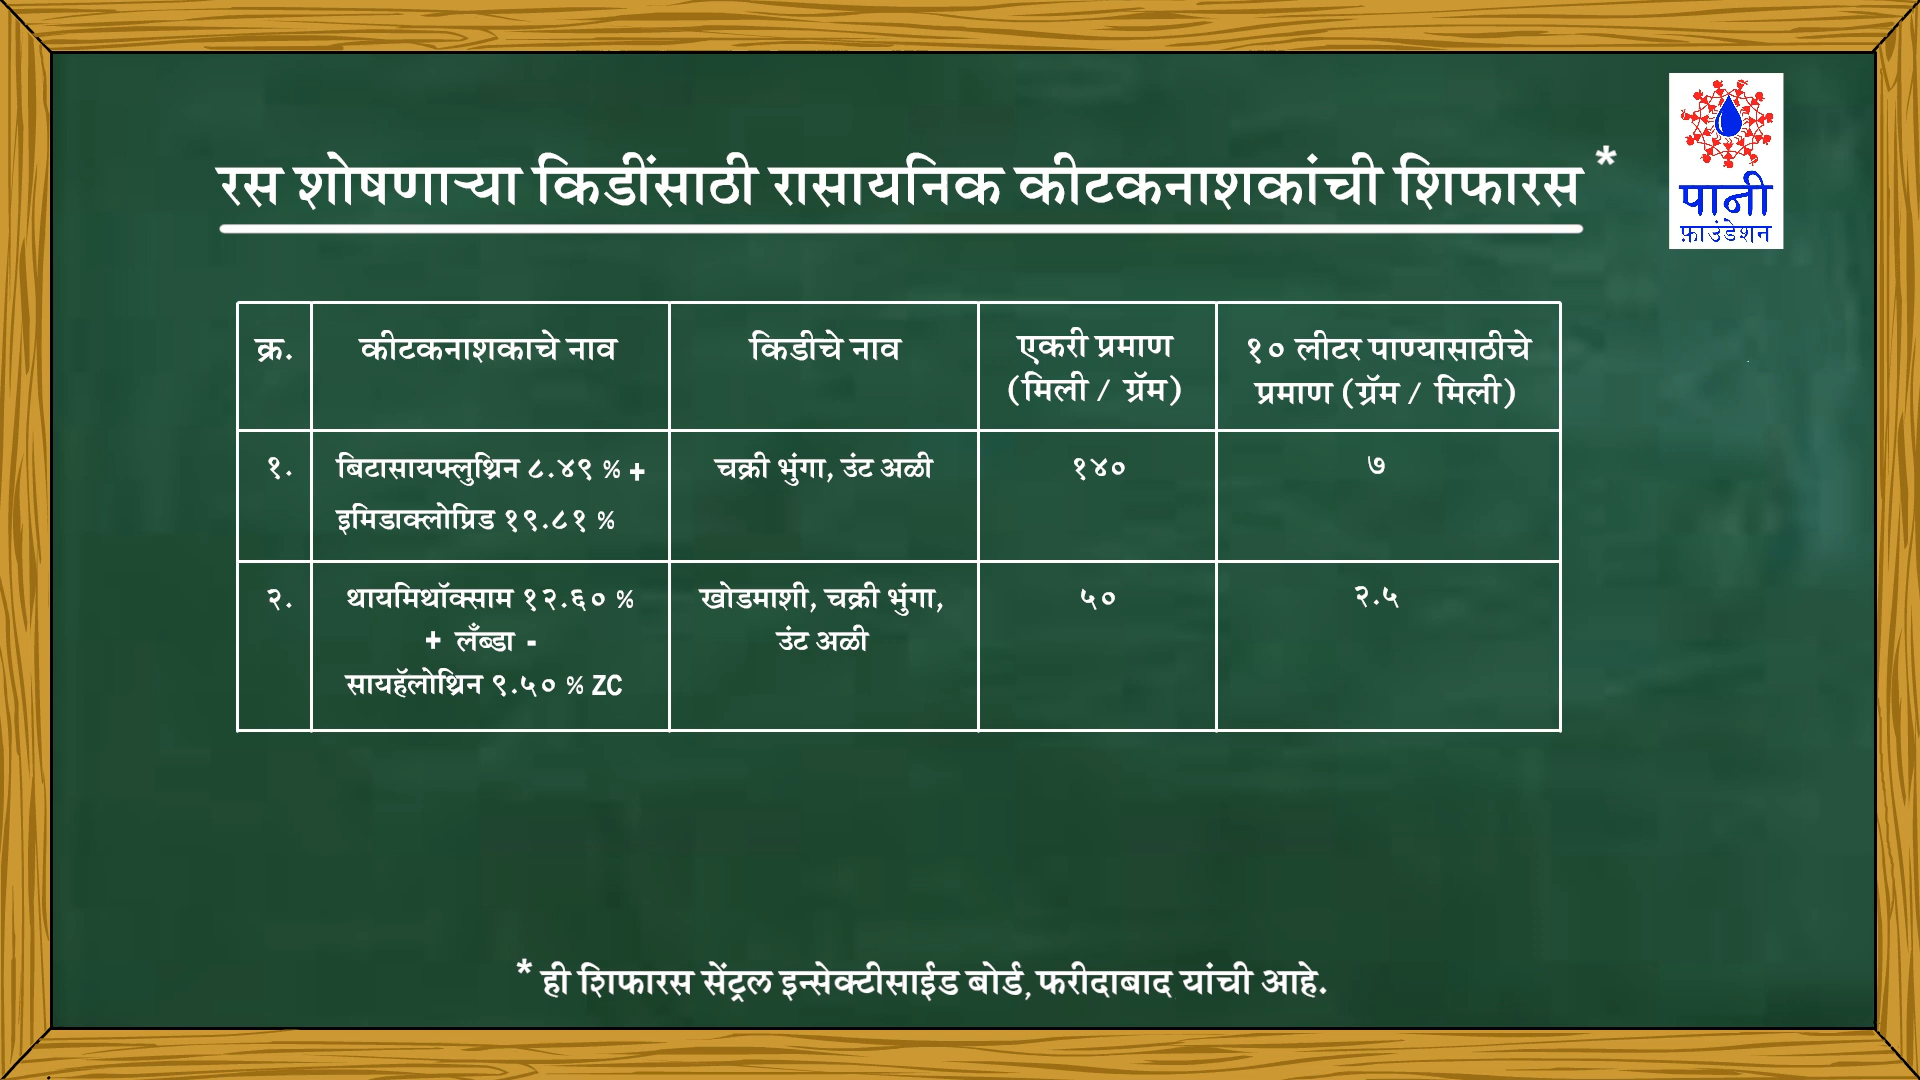 रस शोषणाऱ्या किडींसाठी रासायनिक कीटकनाशकांची शिफारस *
पानी
फ़ाउंडेशन
क्र.
कीटकनाशकाचे नाव
किडीचे नाव
एकरी प्रमाण
(मिली / ग्रॅम)
१० लीटर पाण्यासाठीचे
प्रमाण (ग्रॅम / मिली)
१.
बिटासायफ्लुथ्रिन ८.४९ % +
इमिडाक्लोप्रिड १९.८१ %
चक्री भुंगा, उंट अळी
१४०
७
२.
थायमिथॉक्साम १२.६० %
+ लँब्डा -
सायहॅलोथ्रिन ९.५० % ZC
खोडमाशी, चक्री भुंगा,
उंट अळी
५०
२.५
* ही शिफारस सेंट्रल इन्सेक्टीसाईड बोर्ड, फरीदाबाद यांची आहे.